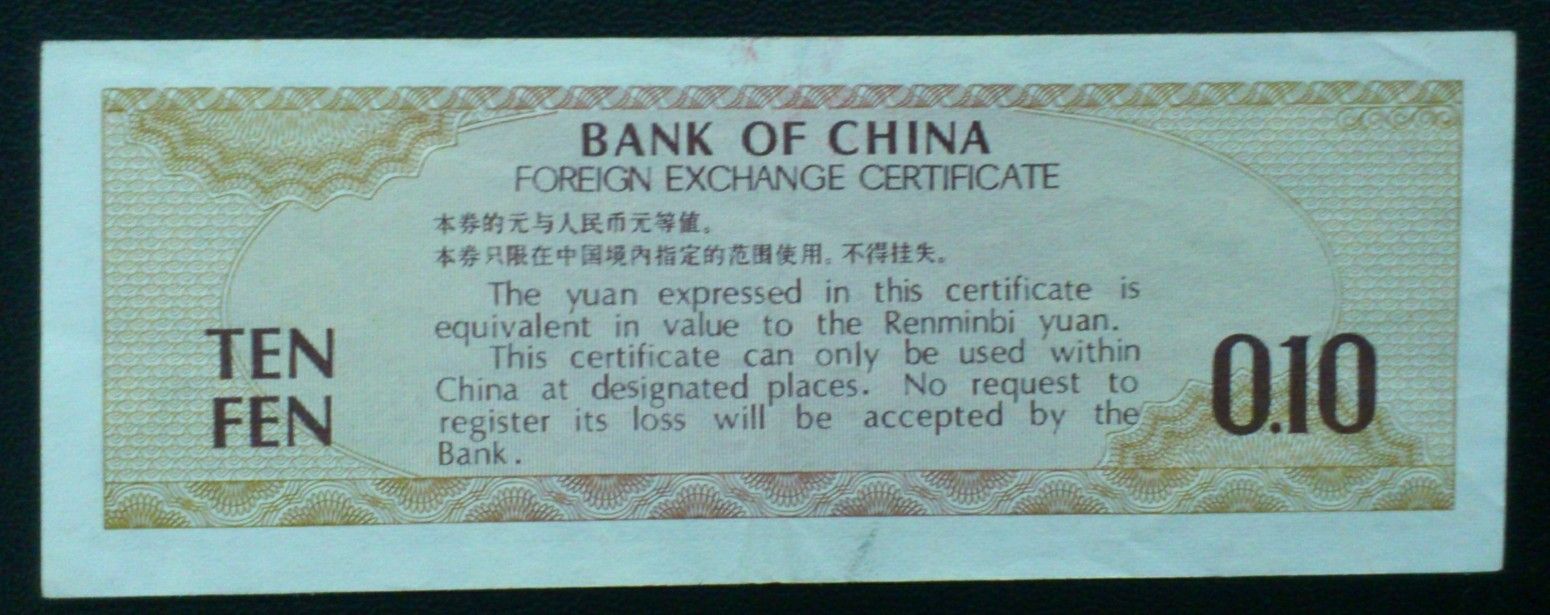 BANK OF CHINA
FOREIGN EXCHANGE CERTIFICATE
本券的元与人民币元等值。
本券只限在中国境内指定的范围使用。不得挂失。
The yuan expressed in this certificate is
equivalent in value to the Renminbi yuan.
This certificate can only be used within
China at designated places. No request to
register its loss will be accepted by the
Bank.
TEN
FEN
0.10